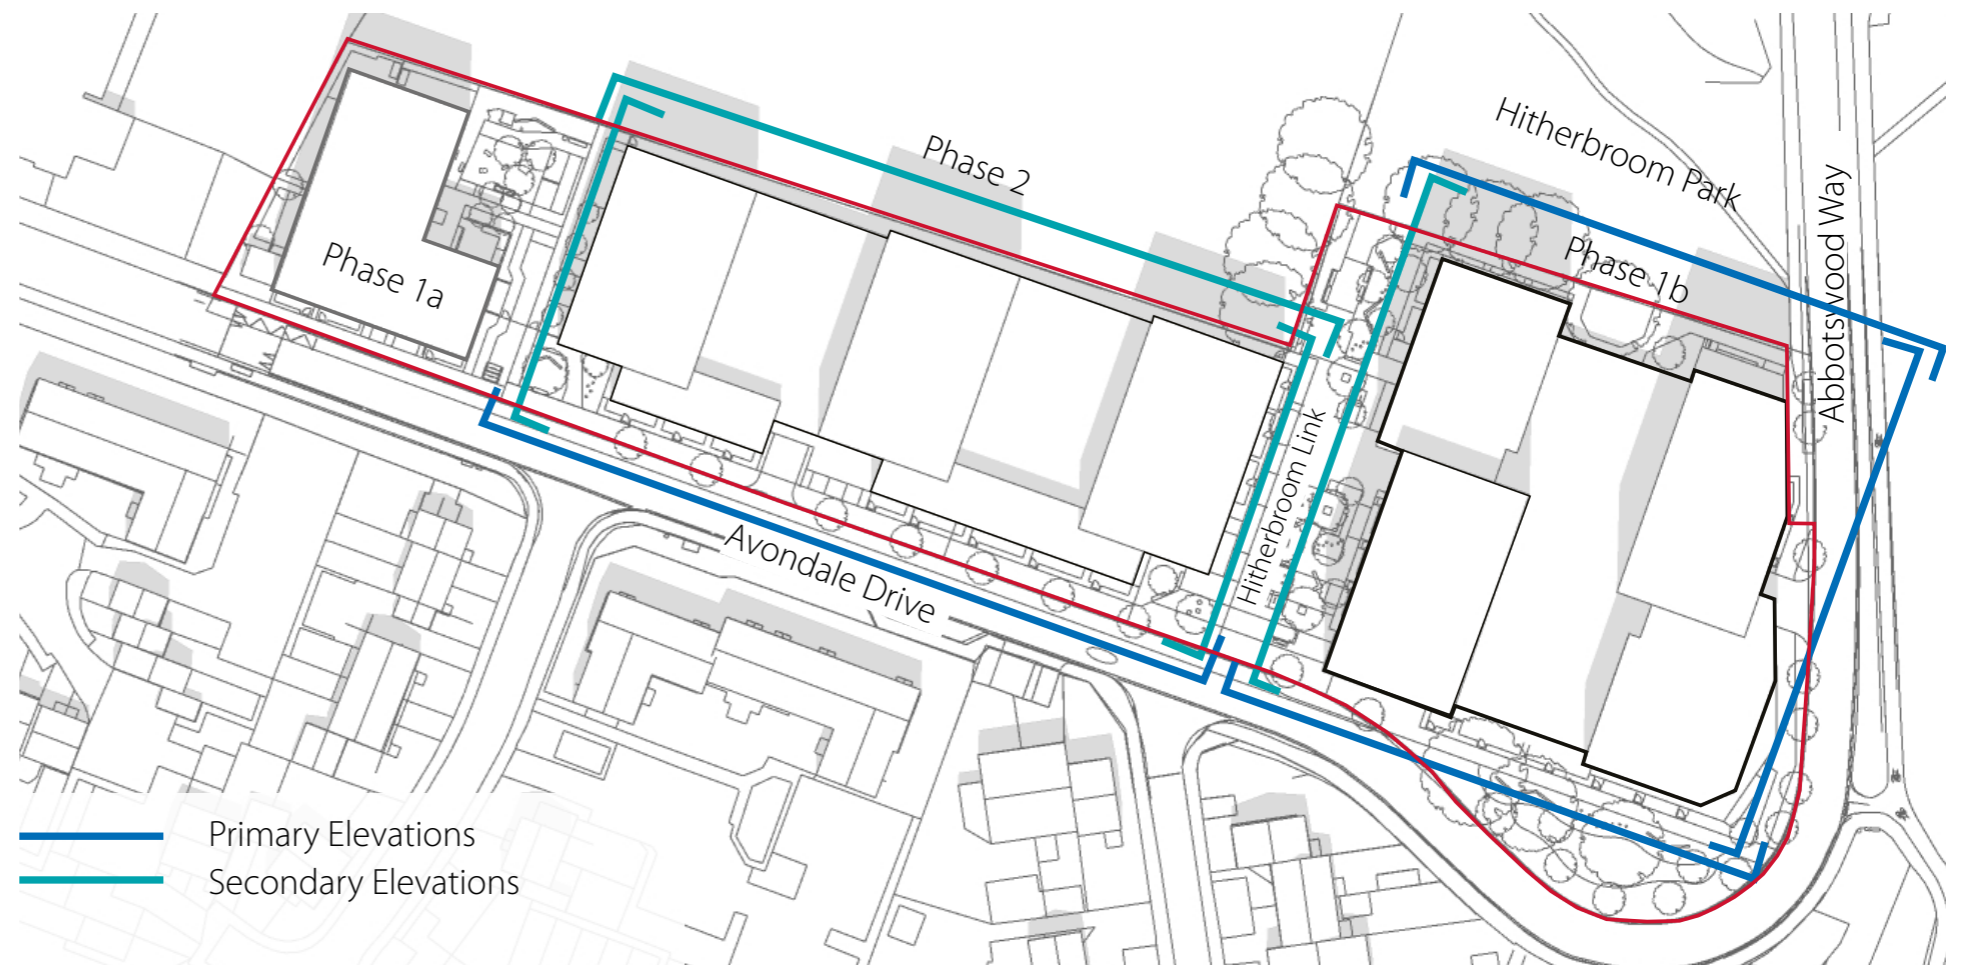 Phase 1a
Phase 2
Hitherbroom Park
Phase 1b
Abbotswood Way
Hitherbroom Link
Avondale Drive
Primary Elevations
Secondary Elevations